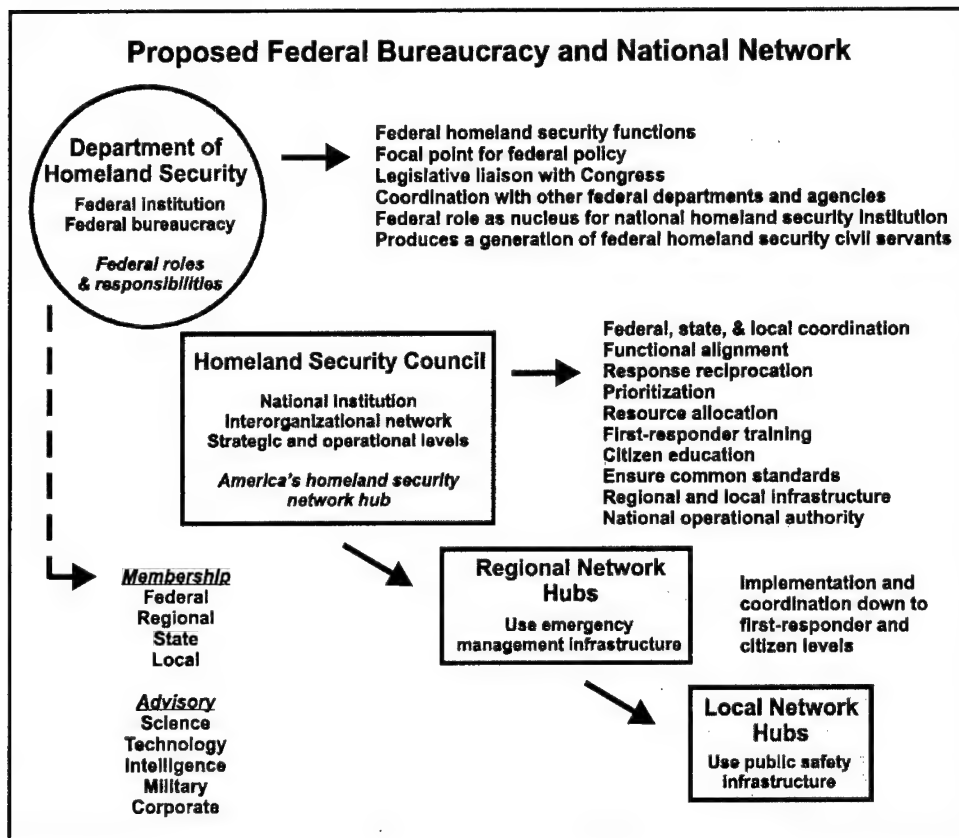 Proposed Federal Bureaucracy and National Network
Department of
Homeland Security
Federal institution
Federal bureaucracy
Federal roles
& responsibilities
Federal homeland security functions
Focal point for federal policy
Legislative liaison with Congress
Coordination with other federal departments and agencies
Federal role as nucleus for national homeland security institution
Produces a generation of federal homeland security civil servants
Homeland Security Council
National Institution
Interorganizational network
Strategic and operational levels
America's homeland security
network hub
Federal, state, & local coordination
Functional alignment
Response reciprocation
Prioritization
Resource allocation
First-responder training
Citizen education
Ensure common standards
Regional and local infrastructure
National operational authority
Membership
Federal
Regional
State
Local
Advisory
Science
Technology
Intelligence
Military
Corporate
Regional Network
Hubs
Use emergency
management infrastructure
Implementation and
coordination down to
first-responder and
citizen levels
Local Network
Hubs
Use public safety
infrastructure